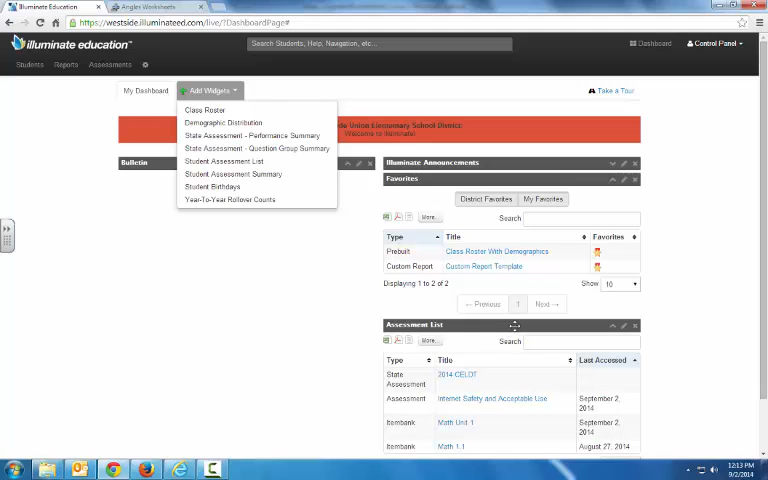 Illuminate Education
Angles Worksheets
https://westside.illuminateed.com/live/?DashboardPage#
illuminate education™
Search Students, Help, Navigation, etc...
Dashboard
Control Panel
Students Reports Assessments
My Dashboard
Add Widgets
Take a Tour
Class Roster
Demographic Distribution
State Assessment - Performance Summary
State Assessment - Question Group Summary
Student Assessment List
Student Assessment Summary
Student Birthdays
Year-To-Year Rollover Counts
Union Elementary School District
Welcome to Illuminate!
Bulletin
Illuminate Announcements
Favorites
District Favorites My Favorites
More...
Search
Type Title Favorites
Prebuilt Class Roster With Demographics
Custom Report Custom Report Template
Displaying 1 to 2 of 2
Show 10
← Previous 1 Next →
Assessment List
More...
Search
Type Title Last Accessed
State Assessment 2014 CELDT
Assessment Internet Safety and Acceptable Use September 2, 2014
Itembank Math Unit 1 September 2, 2014
Itembank Math 1.1 August 27, 2014
12:13 PM
9/2/2014